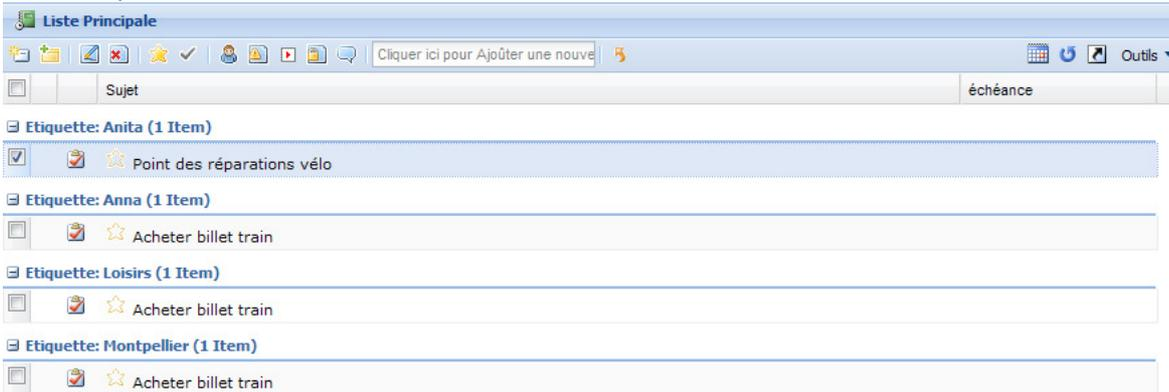 Liste Principale
Cliquer ici pour Ajoûter une nouve
Outils
Sujet échéance
Etiquette: Anita (1 Item)
Point des réparations vélo
Etiquette: Anna (1 Item)
Acheter billet train
Etiquette: Loisirs (1 Item)
Acheter billet train
Etiquette: Montpellier (1 Item)
Acheter billet train